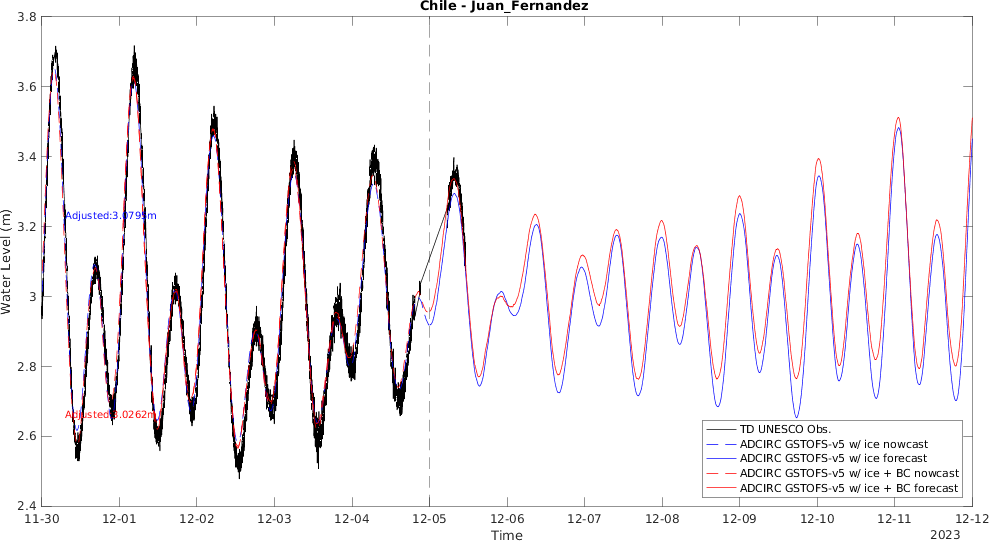 Chile - Juan_Fernandez
3.8
3.6
3.4
3.2
3
2.8
2.6
2.4
Water Level (m)
Adjusted:3.0795m
Adjusted:3.0262m
TD UNESCO Obs.
ADCIRC GSTOFS-v5 w/ ice nowcast
ADCIRC GSTOFS-v5 w/ ice forecast
ADCIRC GSTOFS-v5 w/ ice + BC nowcast
ADCIRC GSTOFS-v5 w/ ice + BC forecast
11-30 12-01 12-02 12-03 12-04 12-05 12-06 12-07 12-08 12-09 12-10 12-11 12-12
Time
2023